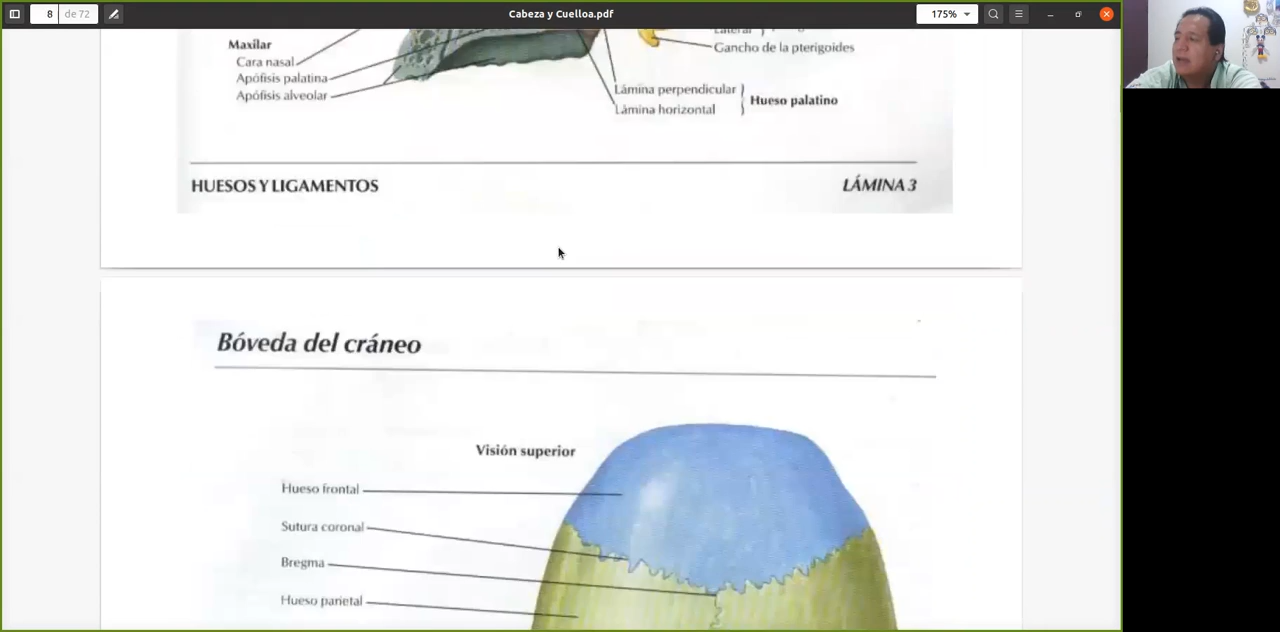 8 de 72
Cabeza y Cuelloa.pdf
175%
Maxilar
Cara nasal
Apófisis palatina
Apófisis alveolar
Lateral
Gancho de la pterigoides
Lámina perpendicular
Lámina horizontal
Hueso palatino
HUESOS Y LIGAMENTOS
LÁMINA 3
Bóveda del cráneo
Visión superior
Hueso frontal
Sutura coronal
Bregma
Hueso parietal